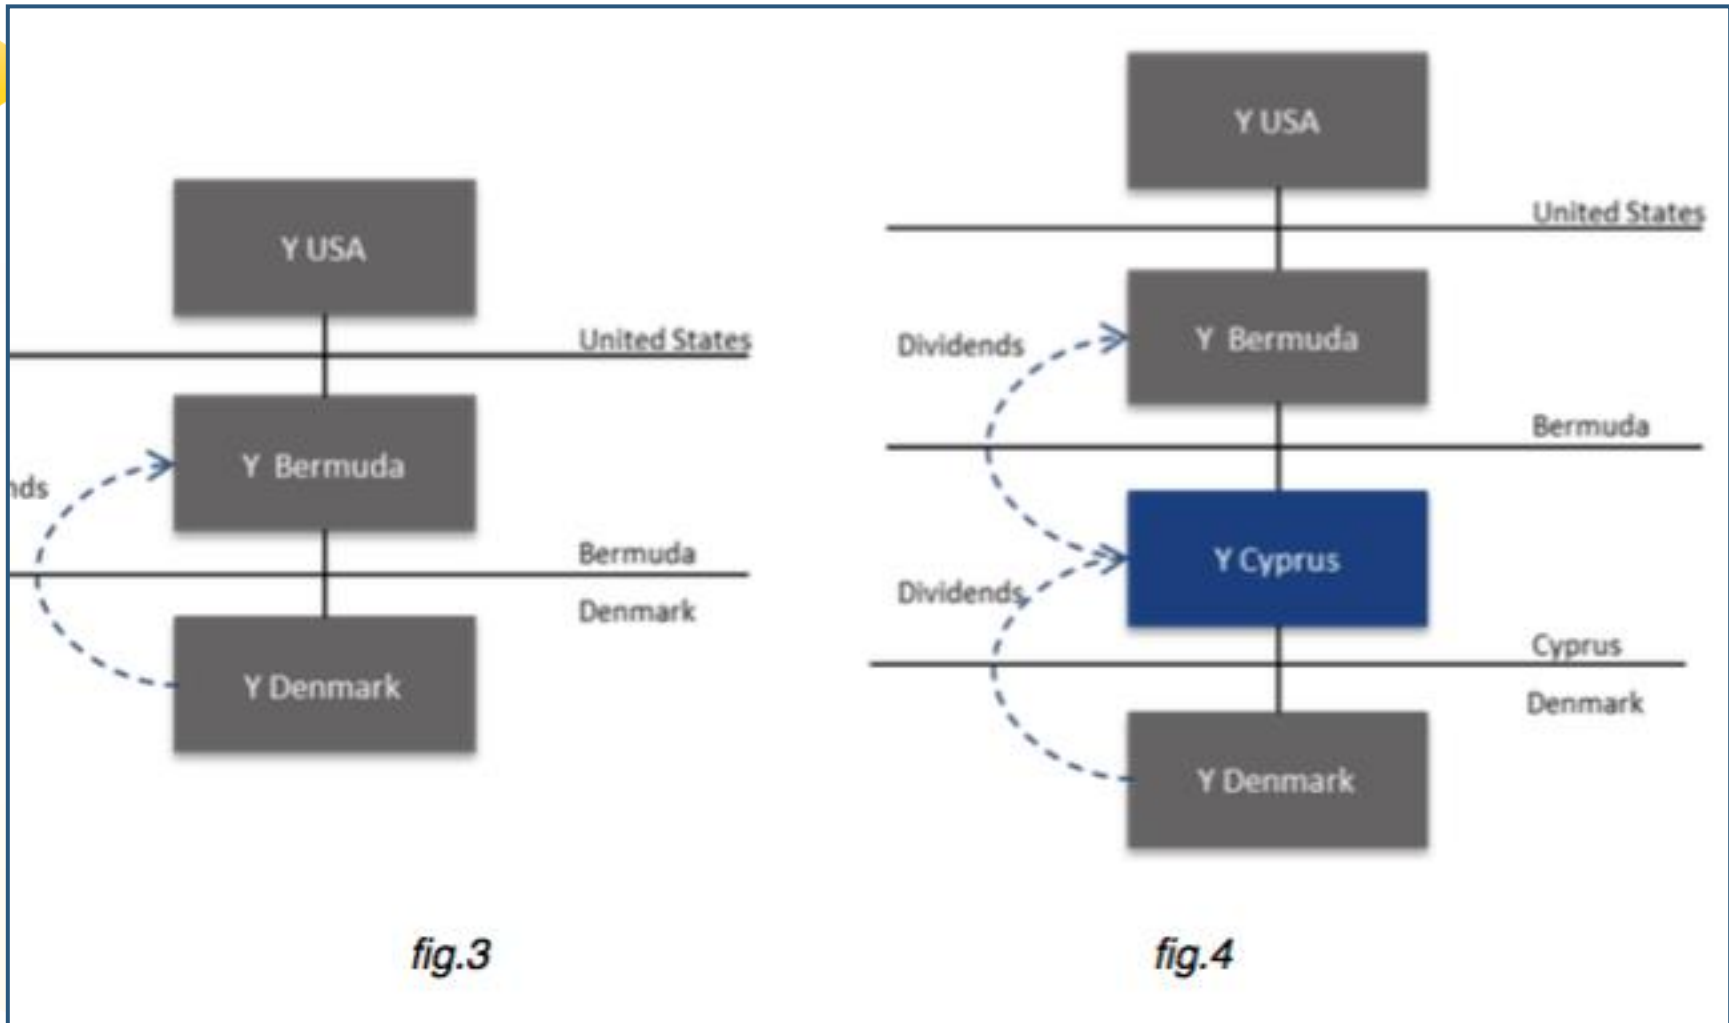 Y USA
United States
Y Bermuda
nds
Bermuda
Denmark
Y Denmark
fig.3
Y USA
United States
Dividends
Y Bermuda
Bermuda
Y Cyprus
Dividends
Cyprus
Denmark
Y Denmark
fig.4